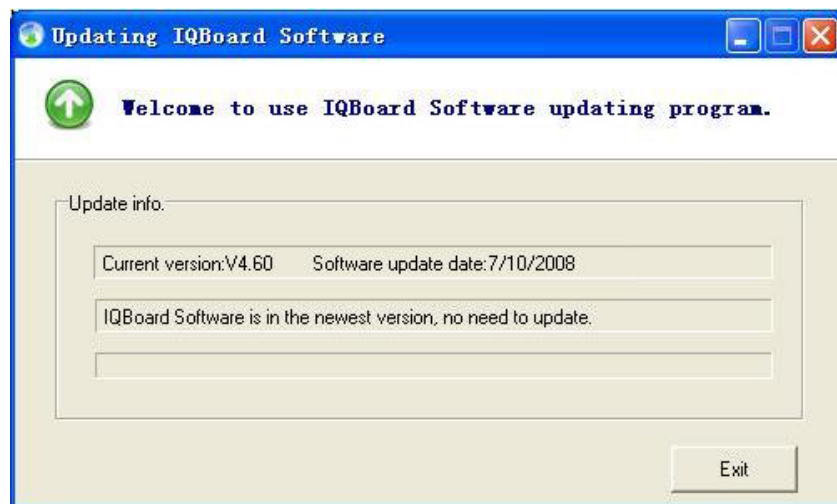 Updating IQBoard Software
Welcome to use IQBoard Software updating program.
Update info.
Current version:V4.60 Software update date:7/10/2008
IQBoard Software is in the newest version, no need to update.
Exit